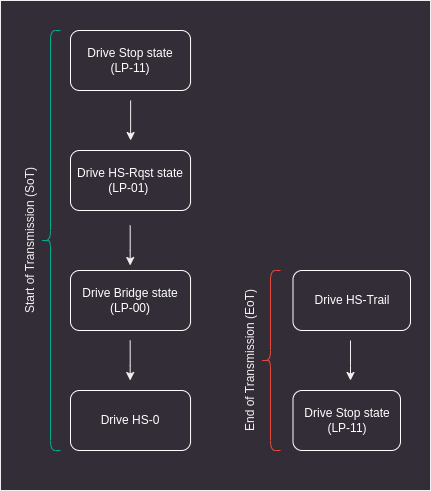 Start of Transmission (SoT)
Drive Stop state
(LP-11)
Drive HS-Rqst state
(LP-01)
Drive Bridge state
(LP-00)
Drive HS-0
End of Transmission (EoT)
Drive HS-Trail
Drive Stop state
(LP-11)